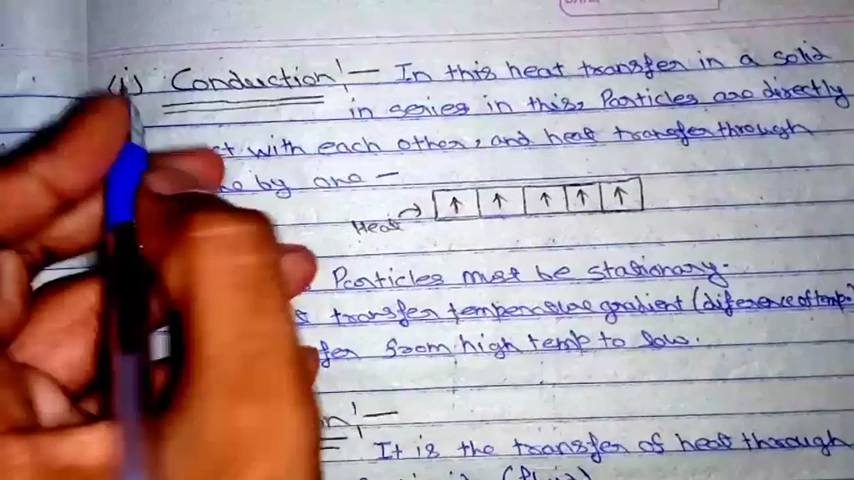 (i) Conduction :— In this heat transfer in a solid
in series in this, Particles are directly
with each other, and heat transfer through
by one —
Heat
Particles must be stationary.
transfer temperature gradient (difference of temp.)
from high temp to low.
It is the transfer of heat through
(fluid)